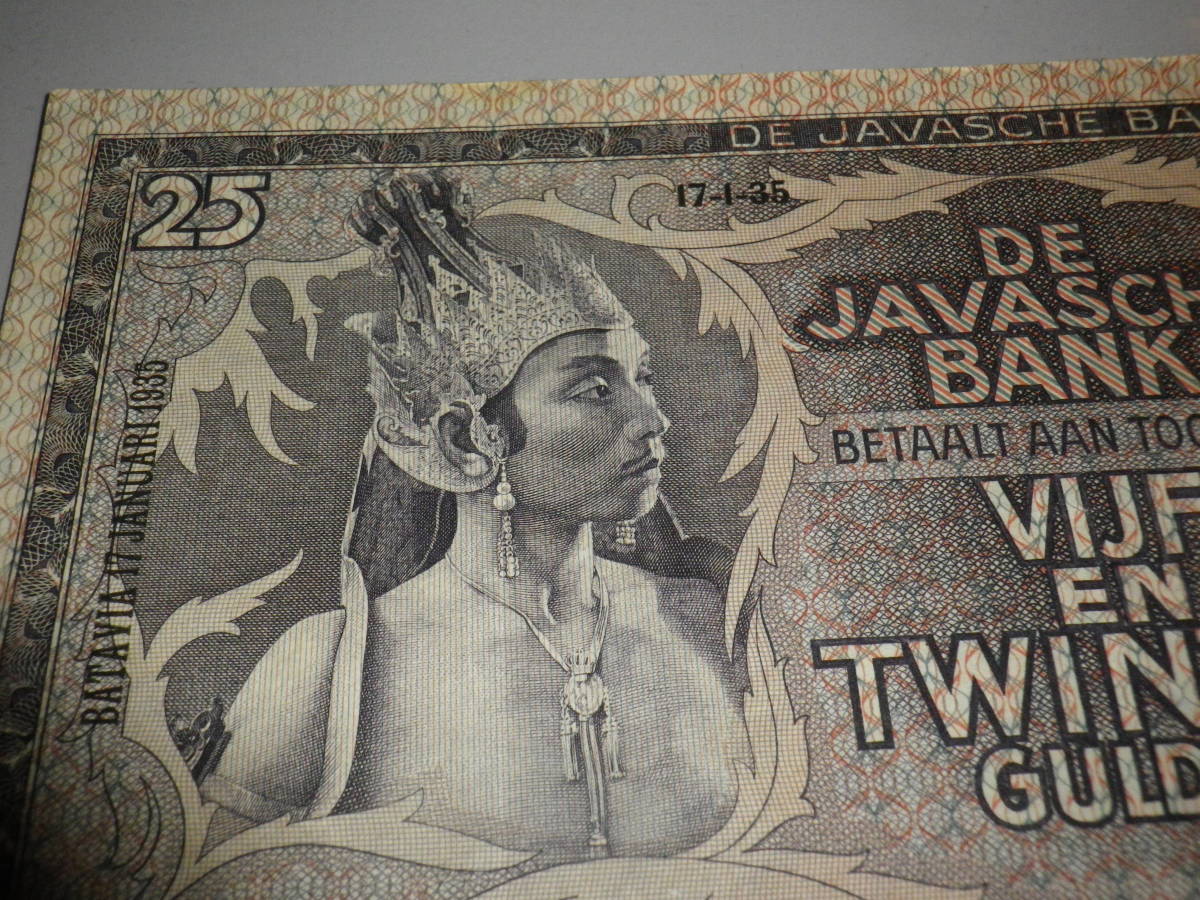 DE JAVASCHE BA
25
17-1-35
DE
JAVASCH
BANK
BETAALT AAN TOO
VIJF
EN
TWIN
GULD
BATAVIA 17 JANUARI 1935